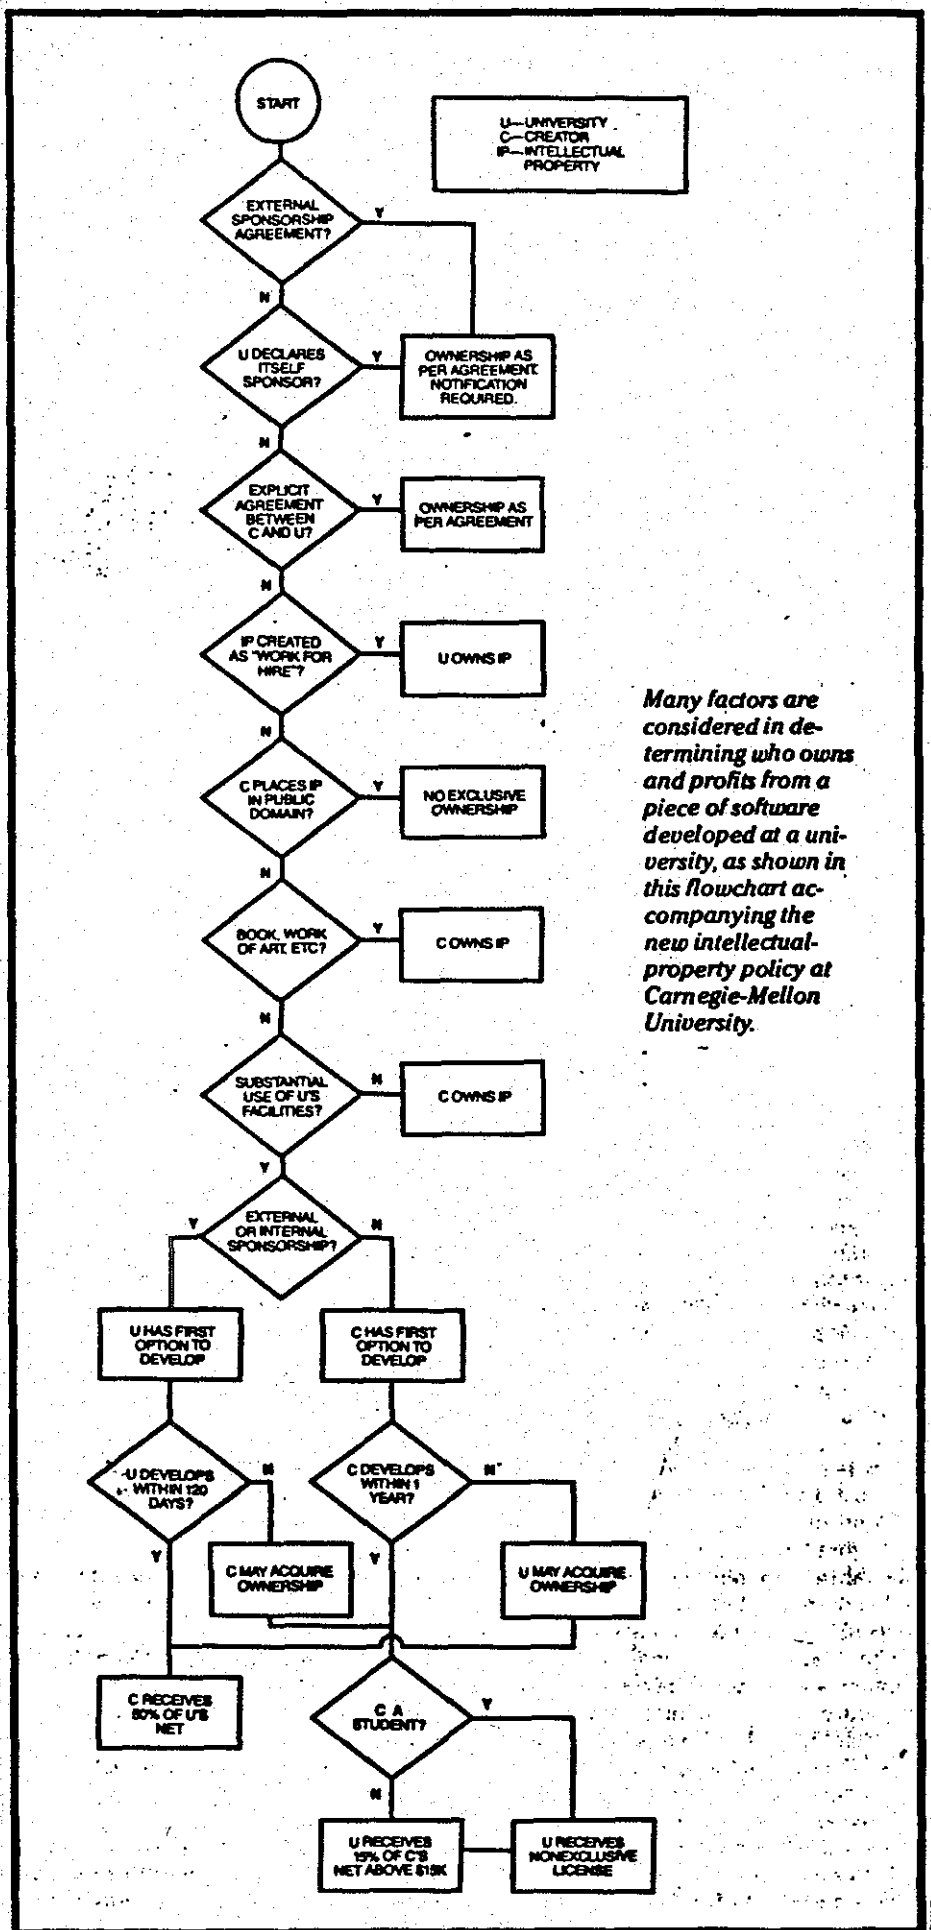 START
U—UNIVERSITY
C—CREATOR
IP—INTELLECTUAL
PROPERTY
EXTERNAL
SPONSORSHIP
AGREEMENT?
Y
N
U DECLARES
ITSELF
SPONSOR?
Y
OWNERSHIP AS
PER AGREEMENT.
NOTIFICATION
REQUIRED.
N
EXPLICIT
AGREEMENT
BETWEEN
C AND U?
Y
OWNERSHIP AS
PER AGREEMENT
N
IP CREATED
AS "WORK FOR
HIRE"?
Y
U OWNS IP
N
C PLACES IP
IN PUBLIC
DOMAIN?
Y
NO EXCLUSIVE
OWNERSHIP
N
BOOK, WORK
OF ART, ETC?
Y
C OWNS IP
N
SUBSTANTIAL
USE OF U'S
FACILITIES?
N
C OWNS IP
Y
EXTERNAL
OR INTERNAL
SPONSORSHIP?
Y
N
U HAS FIRST
OPTION TO
DEVELOP
C HAS FIRST
OPTION TO
DEVELOP
U DEVELOPS
WITHIN 120
DAYS?
N
C DEVELOPS
WITHIN 1
YEAR?
N
Y
C MAY ACQUIRE
OWNERSHIP
Y
U MAY ACQUIRE
OWNERSHIP
C RECEIVES
50% OF U'S
NET
C A
STUDENT?
Y
N
U RECEIVES
15% OF C'S
NET ABOVE $15K
U RECEIVES
NONEXCLUSIVE
LICENSE
Many factors are
considered in de-
termining who owns
and profits from a
piece of software
developed at a uni-
versity, as shown in
this flowchart ac-
companying the
new intellectual-
property policy at
Carnegie-Mellon
University.